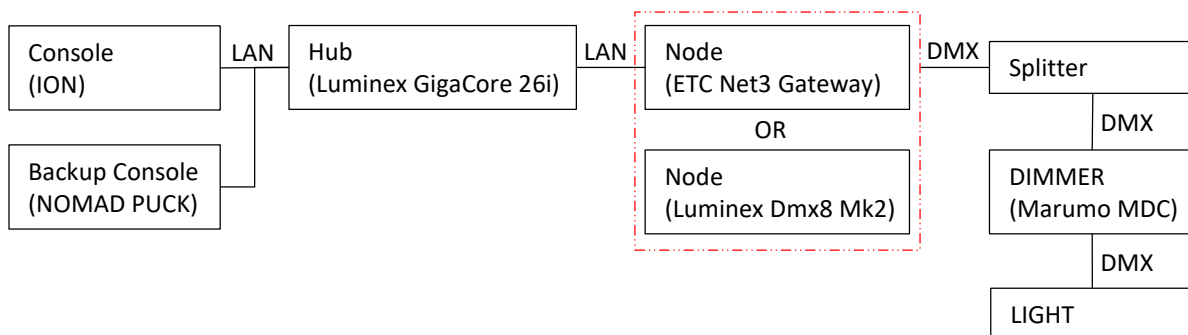 Console
(ION)
LAN
Hub
(Luminex GigaCore 26i)
LAN
Node
(ETC Net3 Gateway)
DMX
Splitter
OR
DMX
Backup Console
(NOMAD PUCK)
Node
(Luminex Dmx8 Mk2)
DIMMER
(Marumo MDC)
DMX
LIGHT